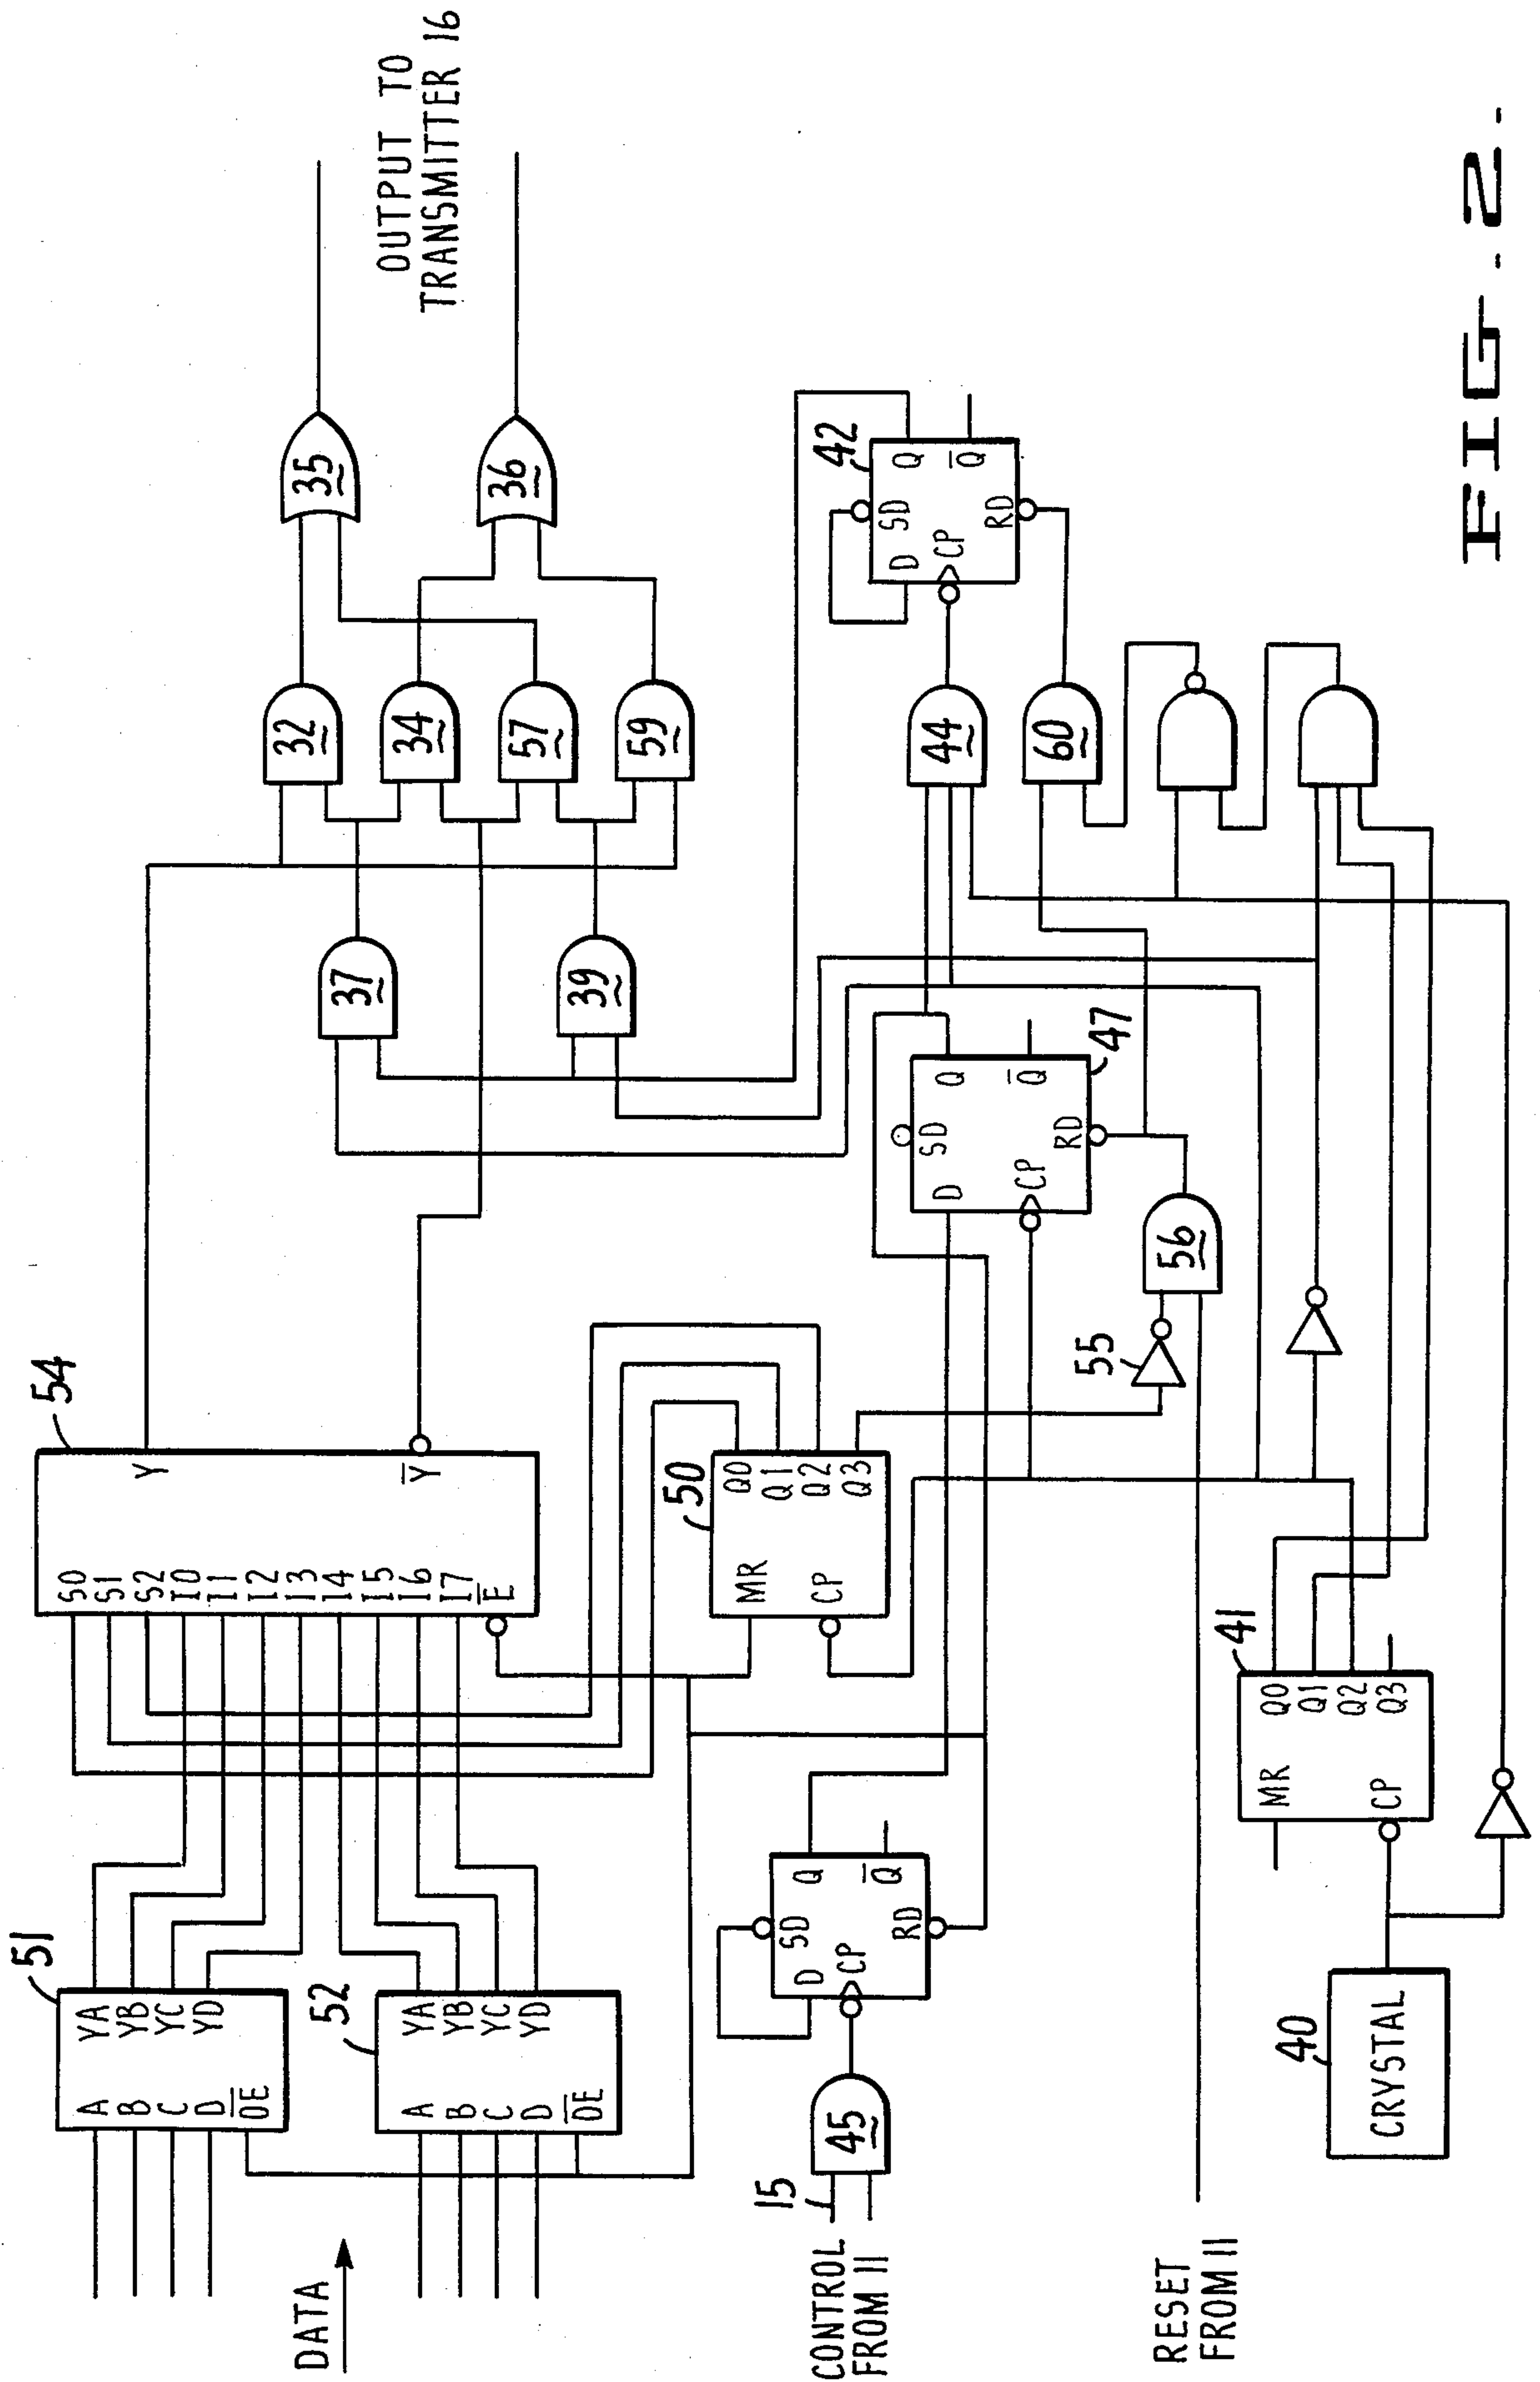 51
A YA
B YB
C YC
D YD
OE
52
A YA
B YB
C YC
D YD
OE
DATA
54
S0
S1
S2
I0
I1
I2
I3
I4
I5
I6
I7
E
Y
Y
32
34
57
59
35
36
37
39
OUTPUT TO
TRANSMITTER 16
15
CONTROL
FROM 11
45
D
SD
CP
RD
Q
Q
50
MR
CP
Q0
Q1
Q2
Q3
47
D
SD
CP
RD
Q
Q
42
D
SD
CP
RD
Q
Q
44
60
55
56
RESET
FROM 11
40
CRYSTAL
41
MR
CP
Q0
Q1
Q2
Q3
FIG. 2.